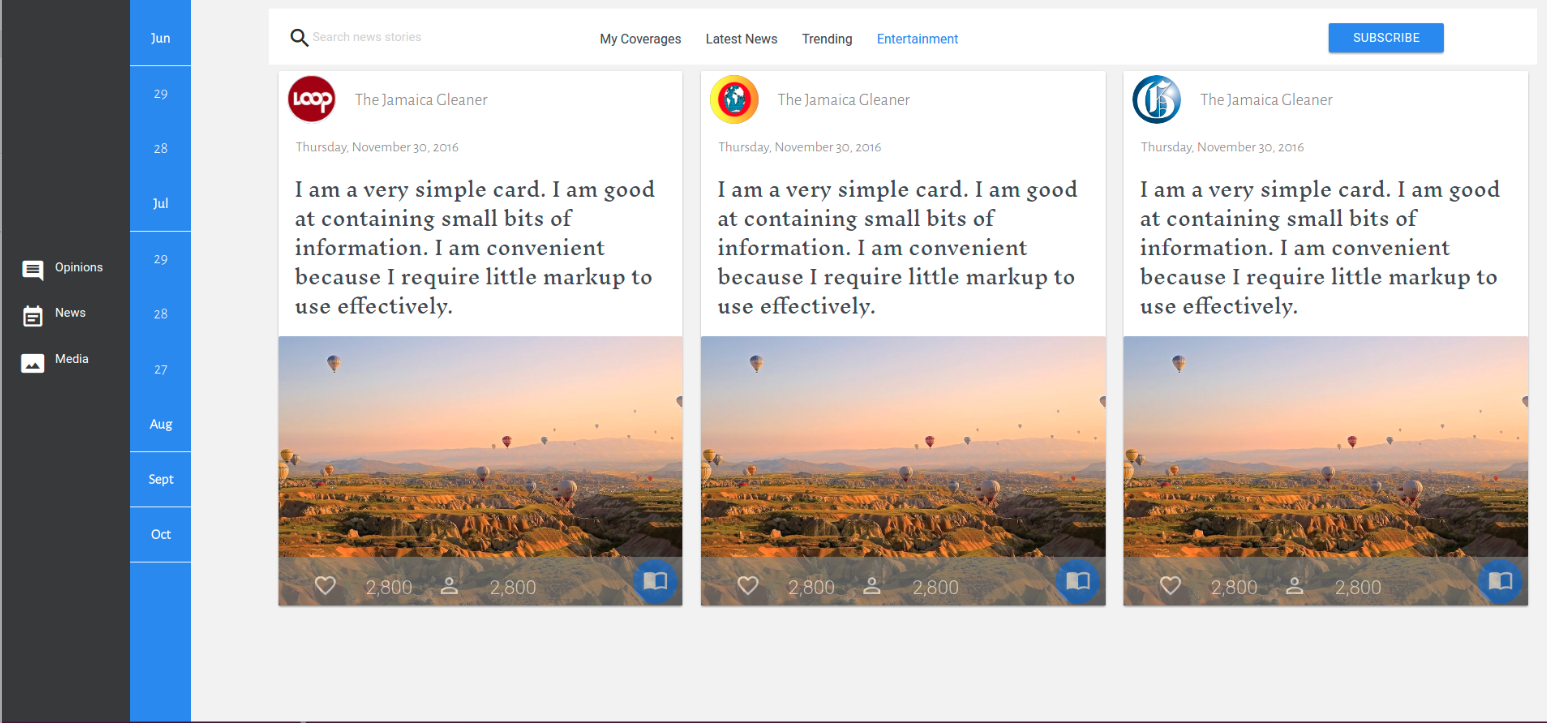 Opinions
News
Media
Jun
29
28
Jul
29
28
27
Aug
Sept
Oct
Search news stories
My Coverages
Latest News
Trending
Entertainment
SUBSCRIBE
LOOP
The Jamaica Gleaner
Thursday, November 30, 2016
I am a very simple card. I am good
at containing small bits of
information. I am convenient
because I require little markup to
use effectively.
2,800
2,800
The Jamaica Gleaner
Thursday, November 30, 2016
I am a very simple card. I am good
at containing small bits of
information. I am convenient
because I require little markup to
use effectively.
2,800
2,800
G
The Jamaica Gleaner
Thursday, November 30, 2016
I am a very simple card. I am good
at containing small bits of
information. I am convenient
because I require little markup to
use effectively.
2,800
2,800